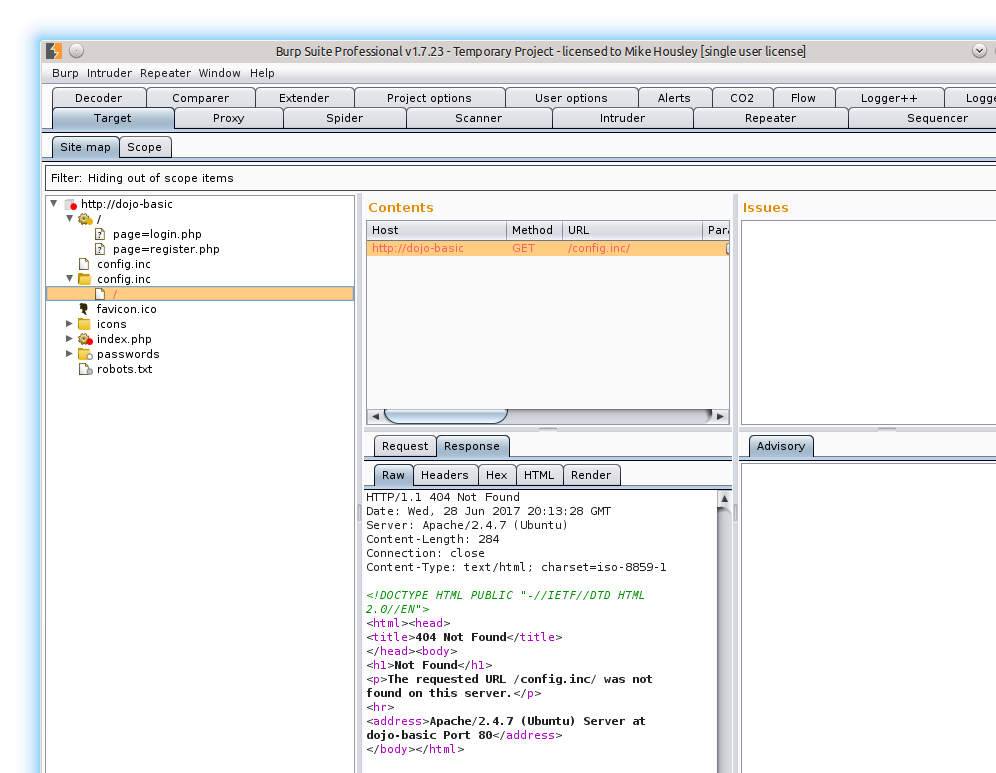 Burp Suite Professional v1.7.23 - Temporary Project - licensed to Mike Housley [single user license]
Burp Intruder Repeater Window Help
Decoder Comparer Extender Project options User options Alerts CO2 Flow Logger++
Target Proxy Spider Scanner Intruder Repeater Sequencer
Site map Scope
Filter: Hiding out of scope items
http://dojo-basic
/
page=login.php
page=register.php
config.inc
config.inc
/
favicon.ico
icons
index.php
passwords
robots.txt
Contents
Host Method URL
http://dojo-basic GET /config.inc/
Request Response
Raw Headers Hex HTML Render
HTTP/1.1 404 Not Found
Date: Wed, 28 Jun 2017 20:13:28 GMT
Server: Apache/2.4.7 (Ubuntu)
Content-Length: 284
Connection: close
Content-Type: text/html; charset=iso-8859-1
<!DOCTYPE HTML PUBLIC "-//IETF//DTD HTML
2.0//EN">
<html><head>
<title>404 Not Found</title>
</head><body>
<h1>Not Found</h1>
<p>The requested URL /config.inc/ was not
found on this server.</p>
<hr>
<address>Apache/2.4.7 (Ubuntu) Server at
dojo-basic Port 80</address>
</body></html>
Issues
Advisory